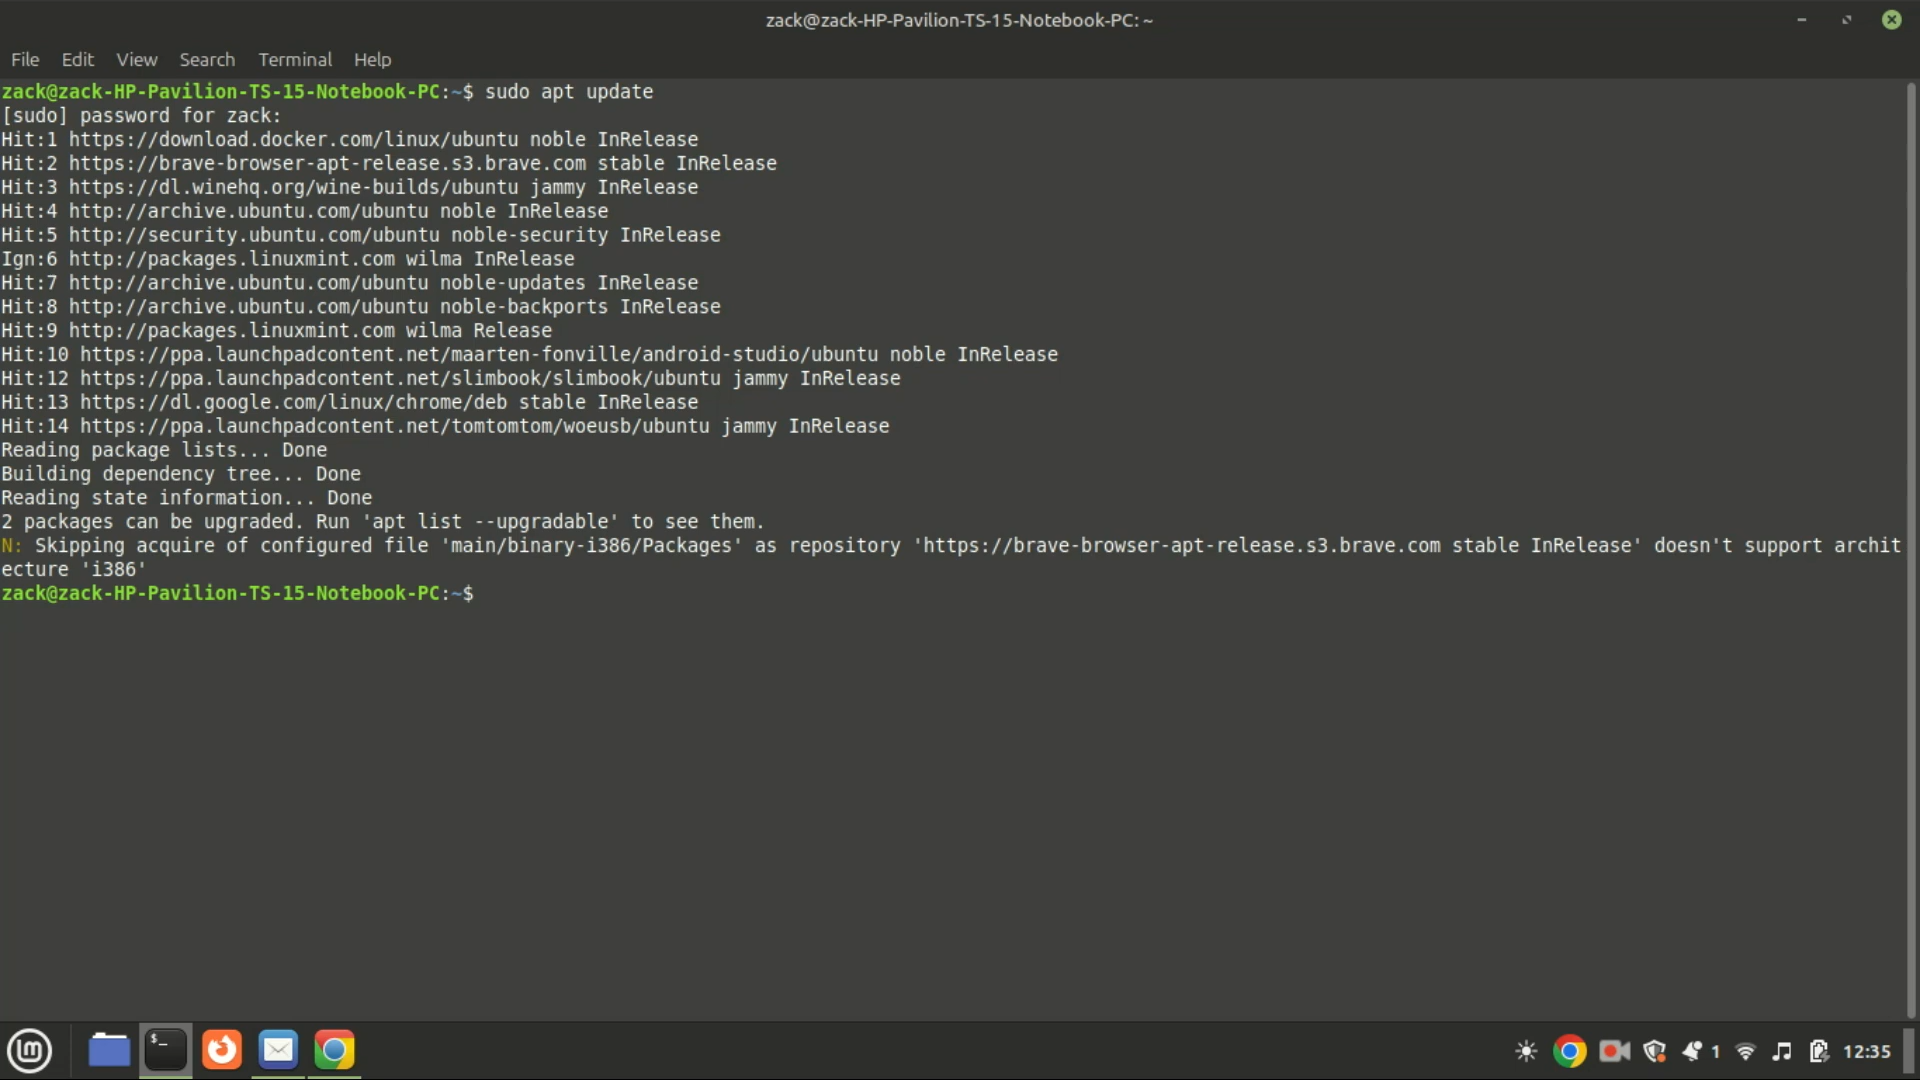 zack@zack-HP-Pavilion-TS-15-Notebook-PC: ~
File Edit View Search Terminal Help
zack@zack-HP-Pavilion-TS-15-Notebook-PC:~$ sudo apt update
[sudo] password for zack:
Hit:1 https://download.docker.com/linux/ubuntu noble InRelease
Hit:2 https://brave-browser-apt-release.s3.brave.com stable InRelease
Hit:3 https://dl.winehq.org/wine-builds/ubuntu jammy InRelease
Hit:4 http://archive.ubuntu.com/ubuntu noble InRelease
Hit:5 http://security.ubuntu.com/ubuntu noble-security InRelease
Ign:6 http://packages.linuxmint.com wilma InRelease
Hit:7 http://archive.ubuntu.com/ubuntu noble-updates InRelease
Hit:8 http://archive.ubuntu.com/ubuntu noble-backports InRelease
Hit:9 http://packages.linuxmint.com wilma Release
Hit:10 https://ppa.launchpadcontent.net/maarten-fonville/android-studio/ubuntu noble InRelease
Hit:12 https://ppa.launchpadcontent.net/slimbook/slimbook/ubuntu jammy InRelease
Hit:13 https://dl.google.com/linux/chrome/deb stable InRelease
Hit:14 https://ppa.launchpadcontent.net/tomtomtom/woeusb/ubuntu jammy InRelease
Reading package lists... Done
Building dependency tree... Done
Reading state information... Done
2 packages can be upgraded. Run 'apt list --upgradable' to see them.
N: Skipping acquire of configured file 'main/binary-i386/Packages' as repository 'https://brave-browser-apt-release.s3.brave.com stable InRelease' doesn't support archit
ecture 'i386'
zack@zack-HP-Pavilion-TS-15-Notebook-PC:~$
$_
lm
1 12:35